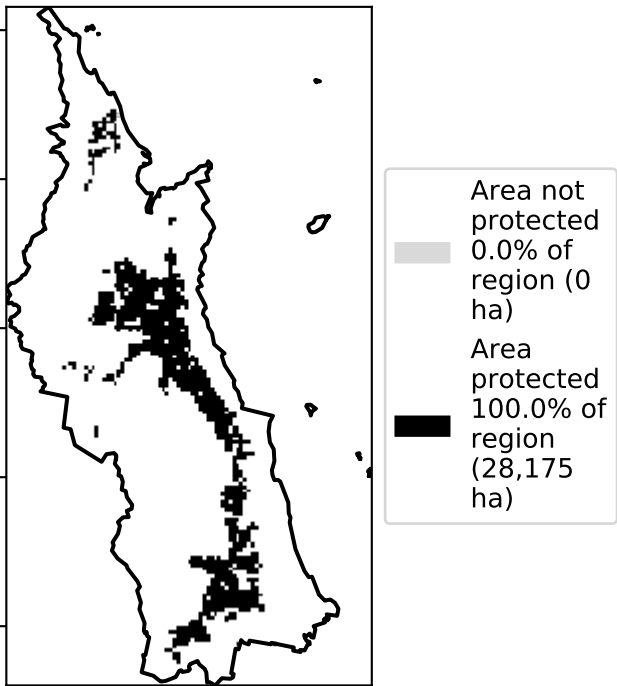 Area not
protected
0.0% of
region (0
ha)
Area
protected
100.0% of
region
(28,175
ha)